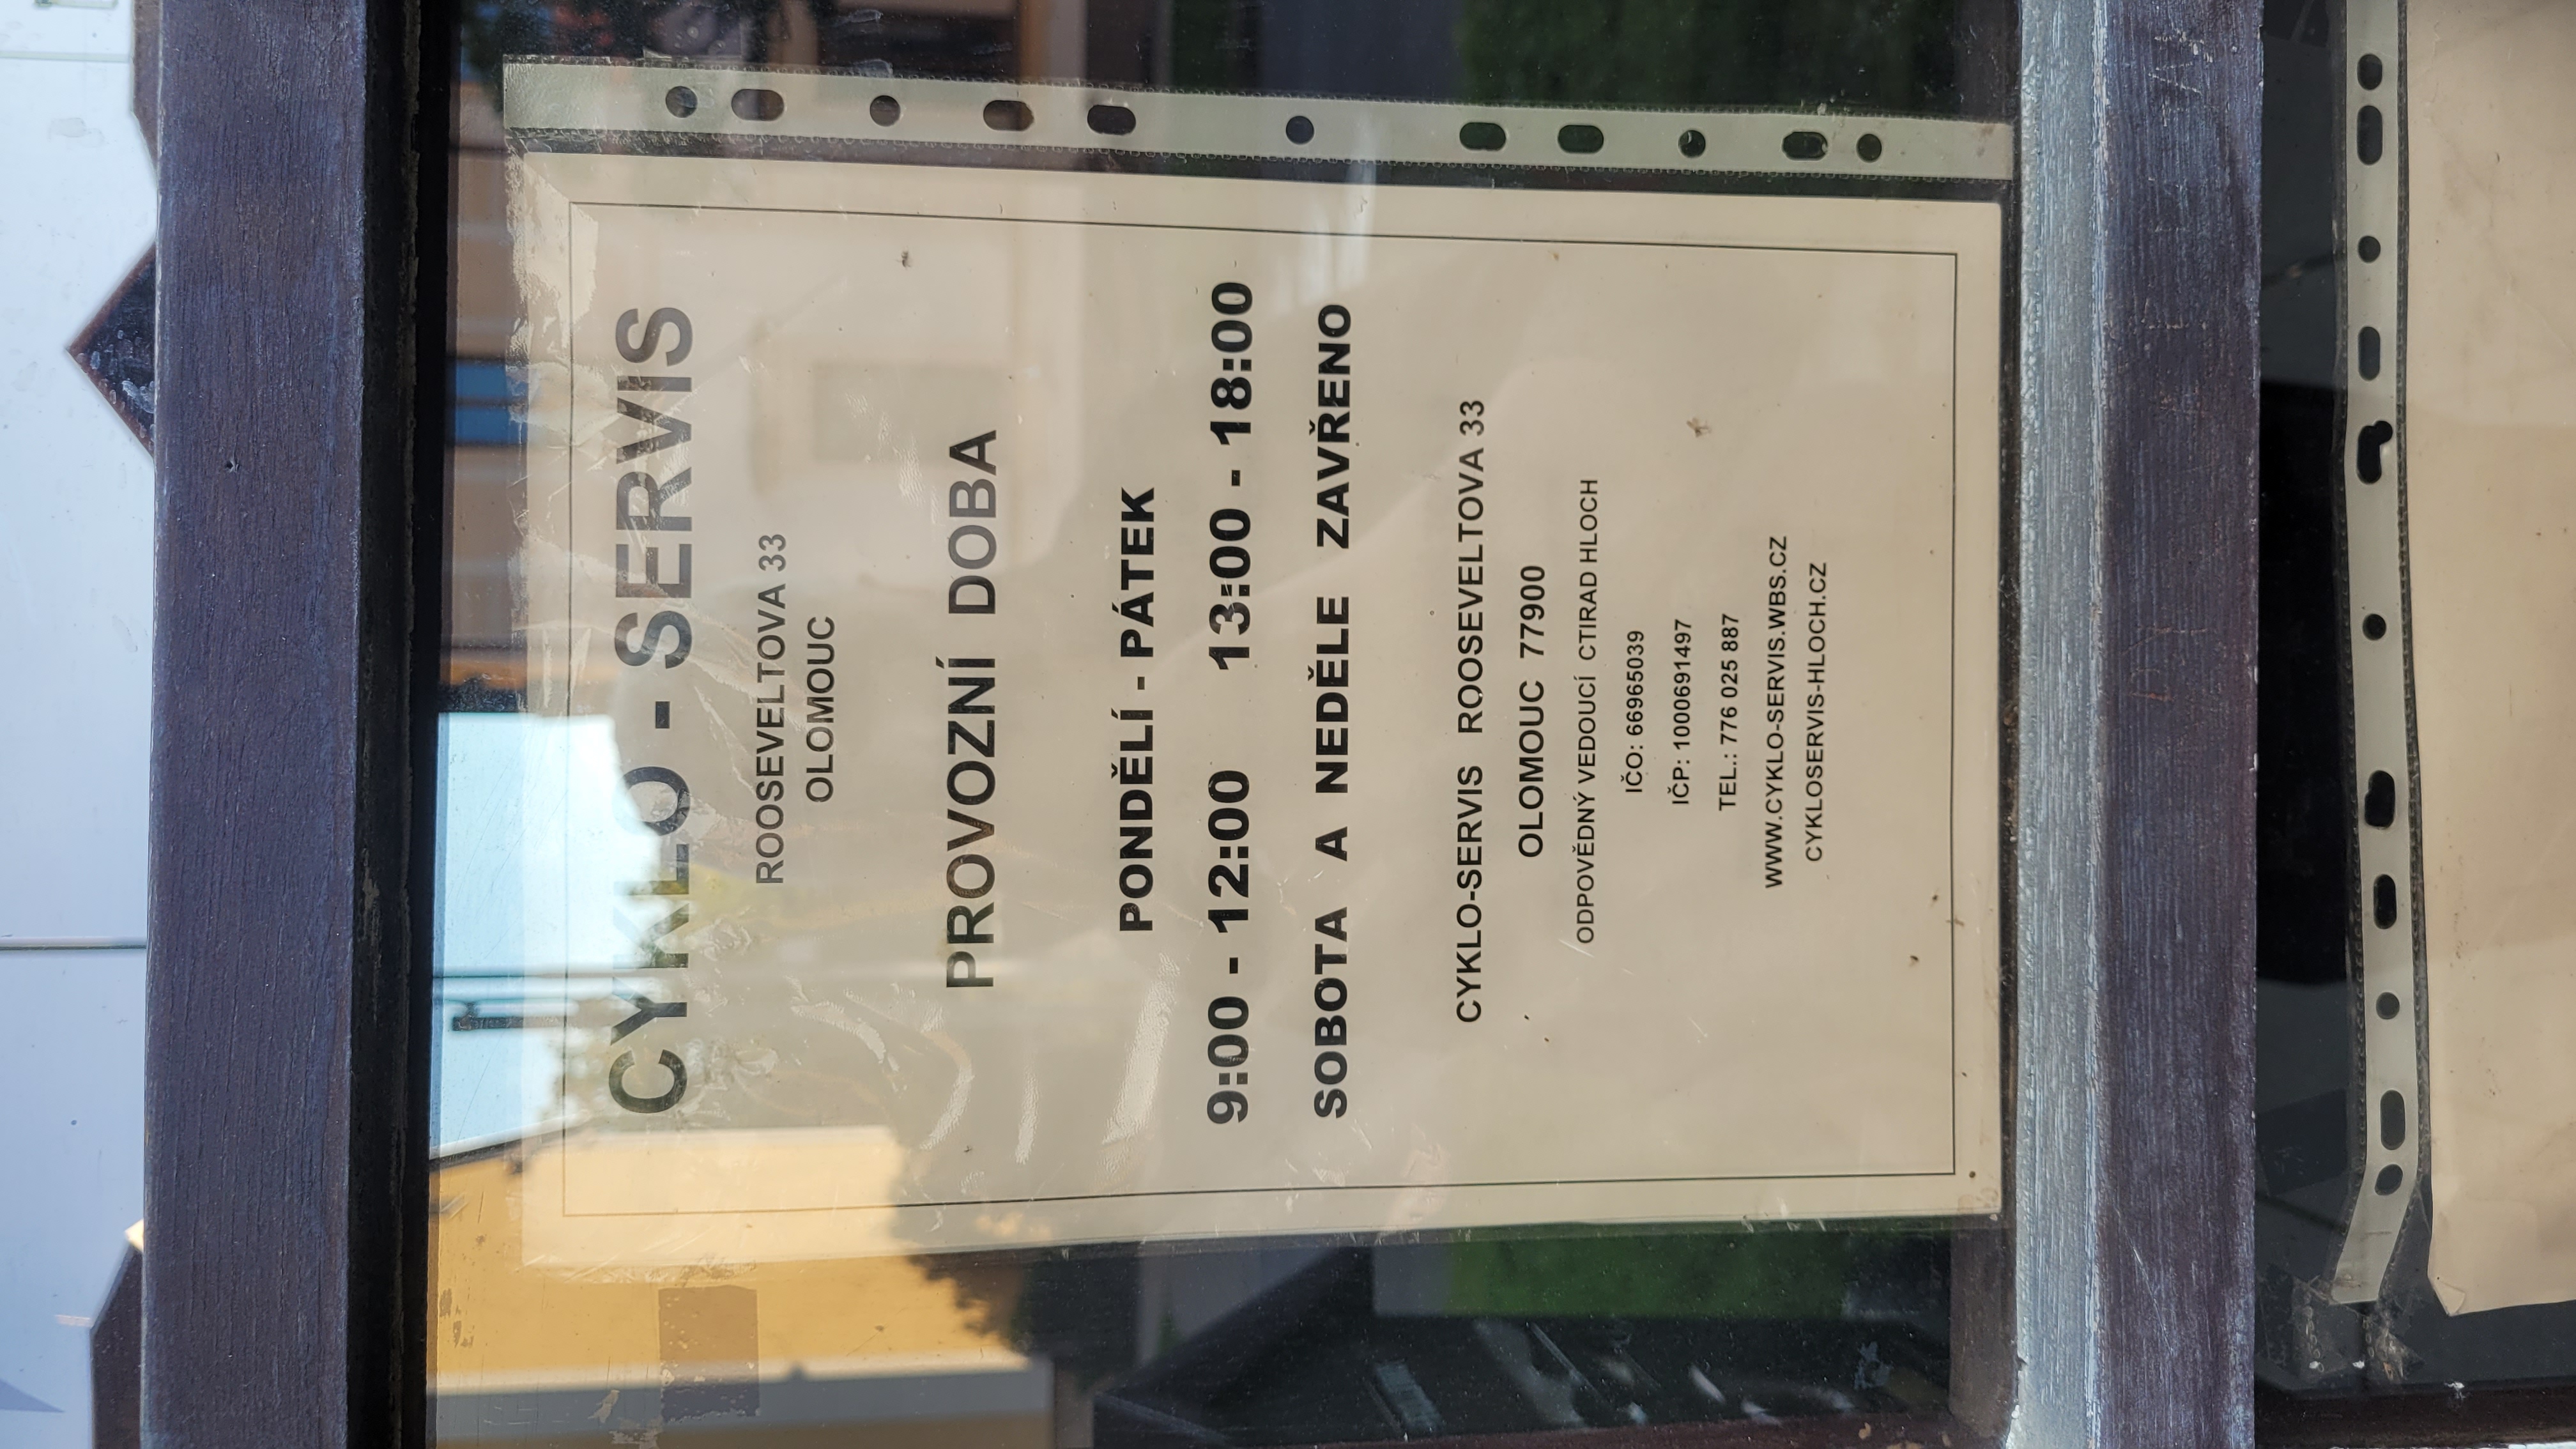 CYKLO - SERVIS
ROOSEVELTOVA 33
OLOMOUC
PROVOZNÍ DOBA
PONDĚLÍ - PÁTEK
9:00 - 12:00 13:00 - 18:00
SOBOTA A NEDĚLE ZAVŘENO
CYKLO-SERVIS ROOSEVELTOVA 33
OLOMOUC 77900
ODPOVĚDNÝ VEDOUCÍ CTIRAD HLOCH
IČO: 66965039
IČP: 1000691497
TEL.: 776 025 887
WWW.CYKLO-SERVIS.WBS.CZ
CYKLOSERVIS-HLOCH.CZ